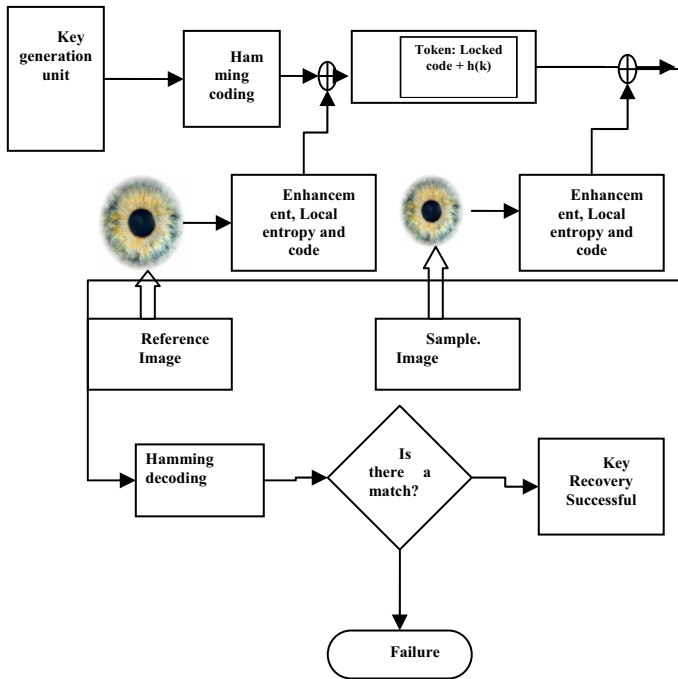 Key
generation
unit
Ham
ming
coding
Token: Locked
code + h(k)
Enhancem
ent, Local
entropy and
code
Enhancem
ent, Local
entropy and
code
Reference
Image
Sample.
Image
Hamming
decoding
Is
there a
match?
Key
Recovery
Successful
Failure